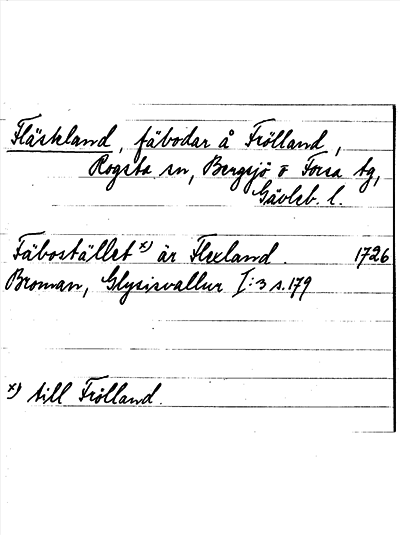 Fläskland, fäbodar å Frölland,
Rogsta sn, Bergsjö o Forsa tg,
Gävleb. l.
Fäbostället x) är Flexland. 1726
Broman, Glysisvallur I:3 s. 179
x) till Frölland.